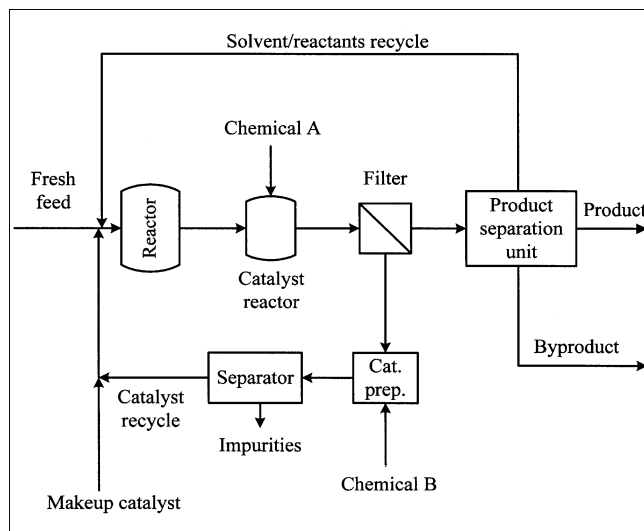 Solvent/reactants recycle
Chemical A
Fresh
feed
Filter
Reactor
Product
separation
unit
Product
Catalyst
reactor
Byproduct
Separator
Cat.
prep.
Catalyst
recycle
Impurities
Chemical B
Makeup catalyst